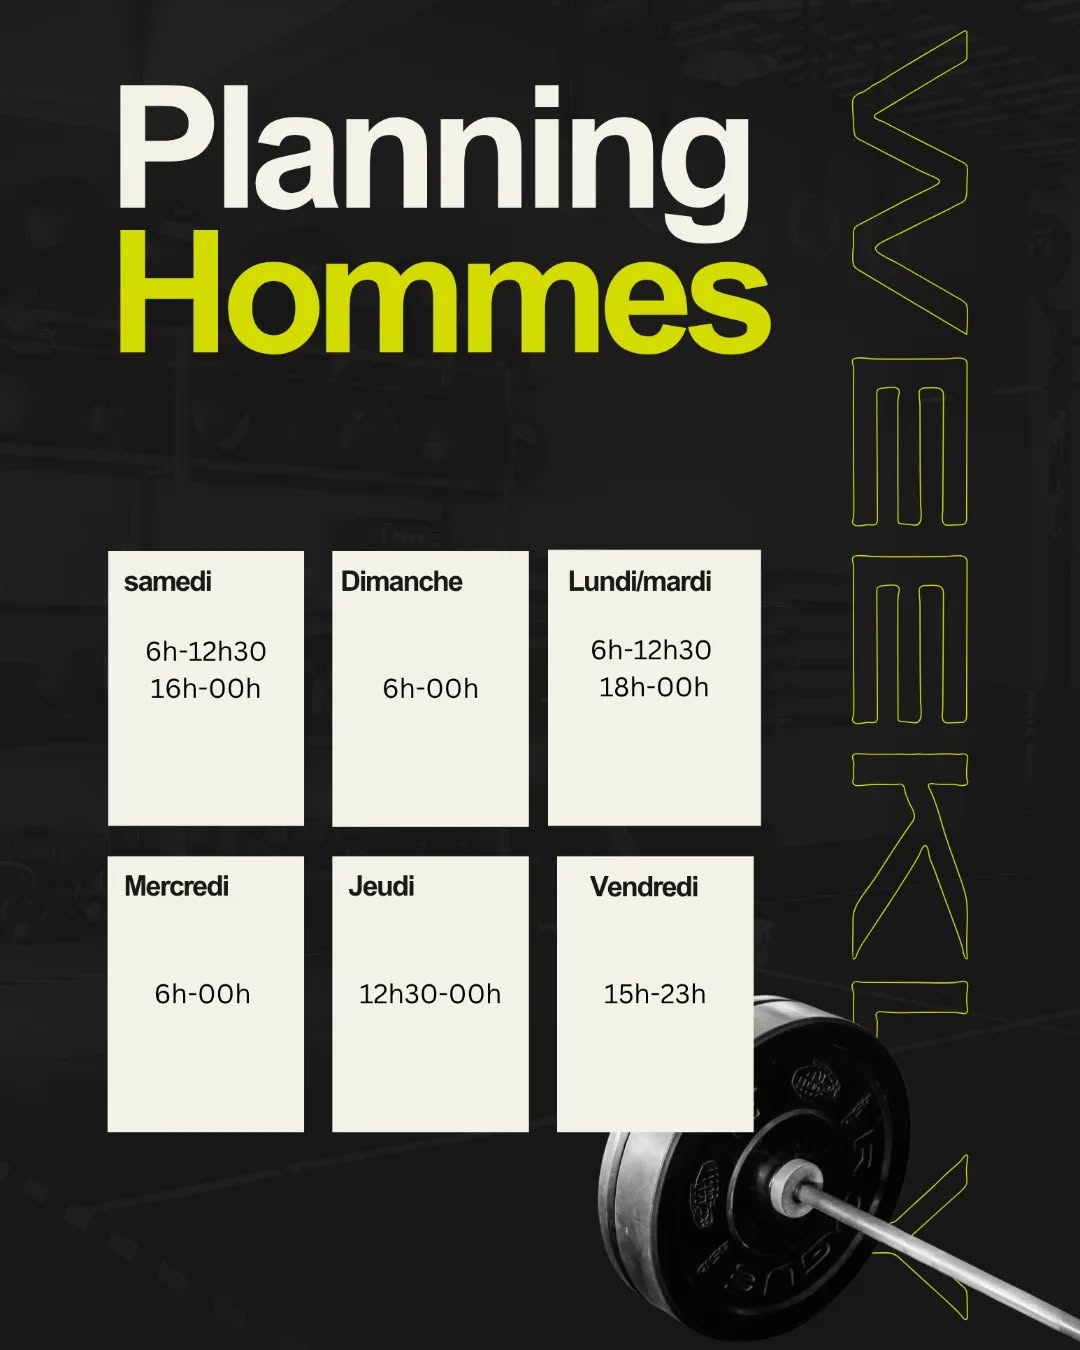 Planning
Hommes
WEEKLY
samedi
6h-12h30
16h-00h
Dimanche
6h-00h
Lundi/mardi
6h-12h30
18h-00h
Mercredi
6h-00h
Jeudi
12h30-00h
Vendredi
15h-23h